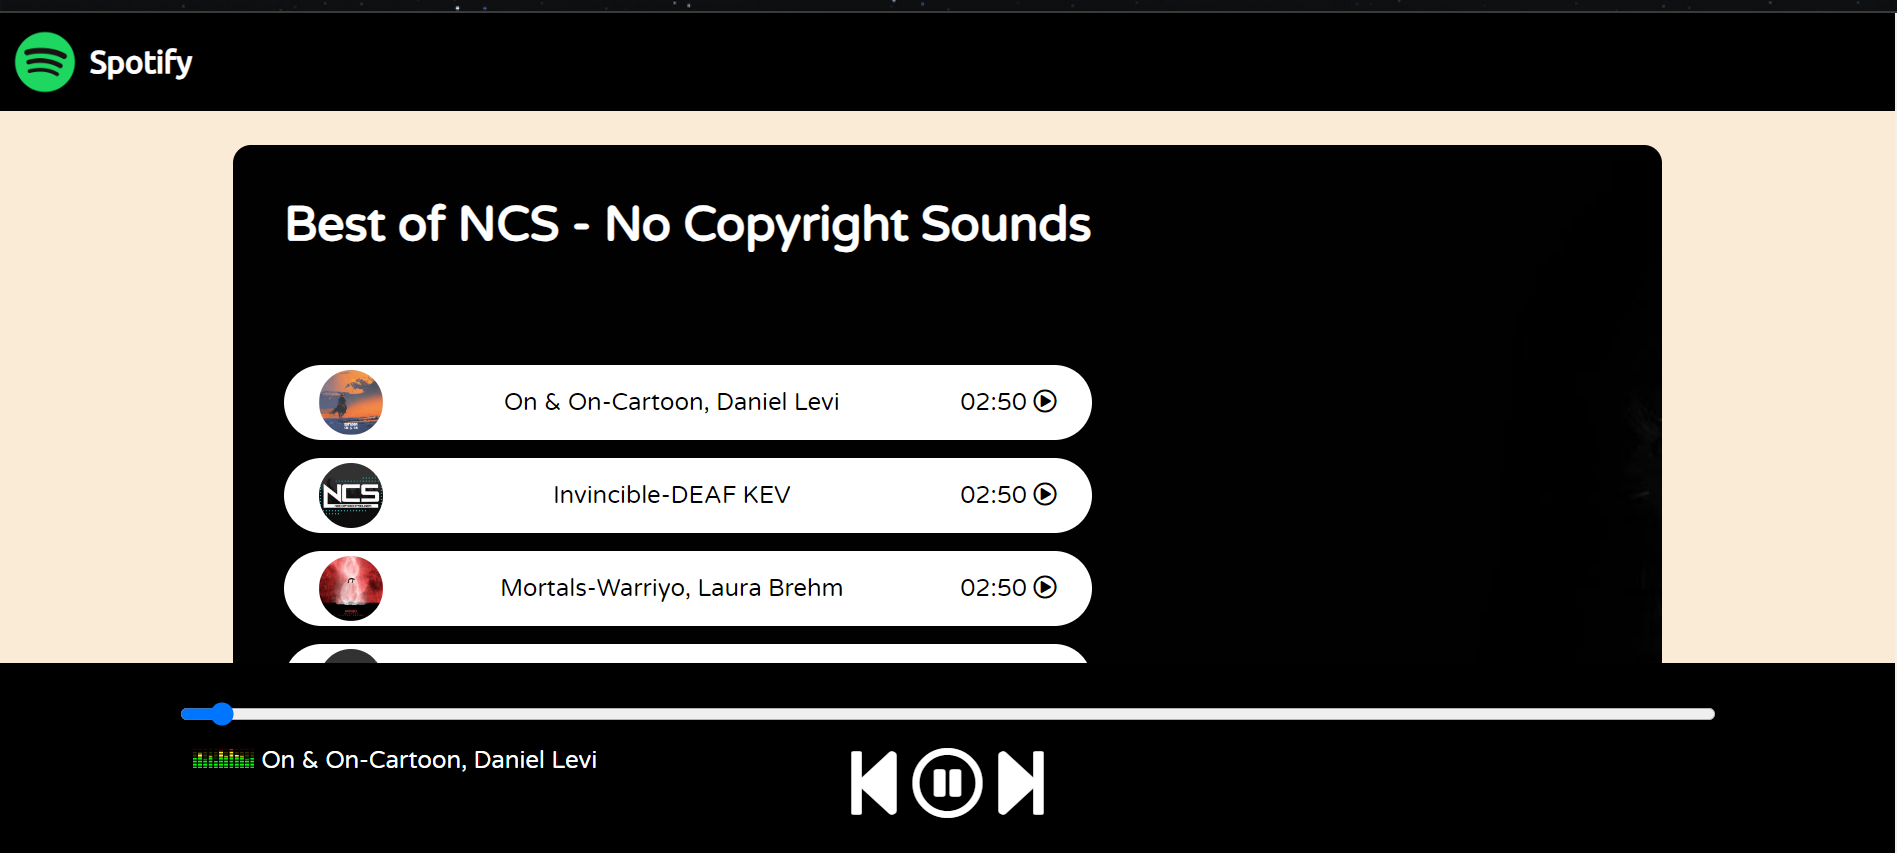 Spotify
Best of NCS - No Copyright Sounds
On & On-Cartoon, Daniel Levi 02:50
NCS
Invincible-DEAF KEV 02:50
Mortals-Warriyo, Laura Brehm 02:50
On & On-Cartoon, Daniel Levi